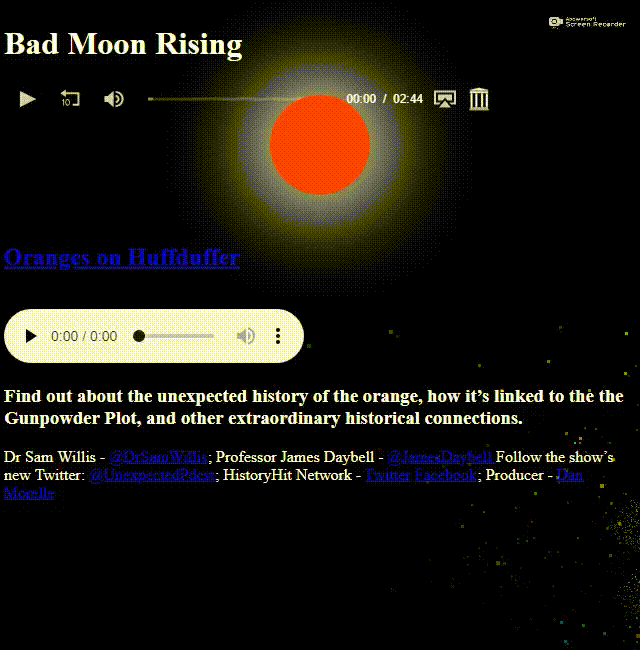 Apowersoft
Screen Recorder
Bad Moon Rising
10
00:00 / 02:44
Oranges on Huffduffer
0:00 / 0:00
Find out about the unexpected history of the orange, how it’s linked to the the
Gunpowder Plot, and other extraordinary historical connections.
Dr Sam Willis - @DrSamWillis; Professor James Daybell - @JamesDaybell Follow the show’s
new Twitter: @UnexpectedPdcst; HistoryHit Network - Twitter Facebook; Producer - Dan
Morelle